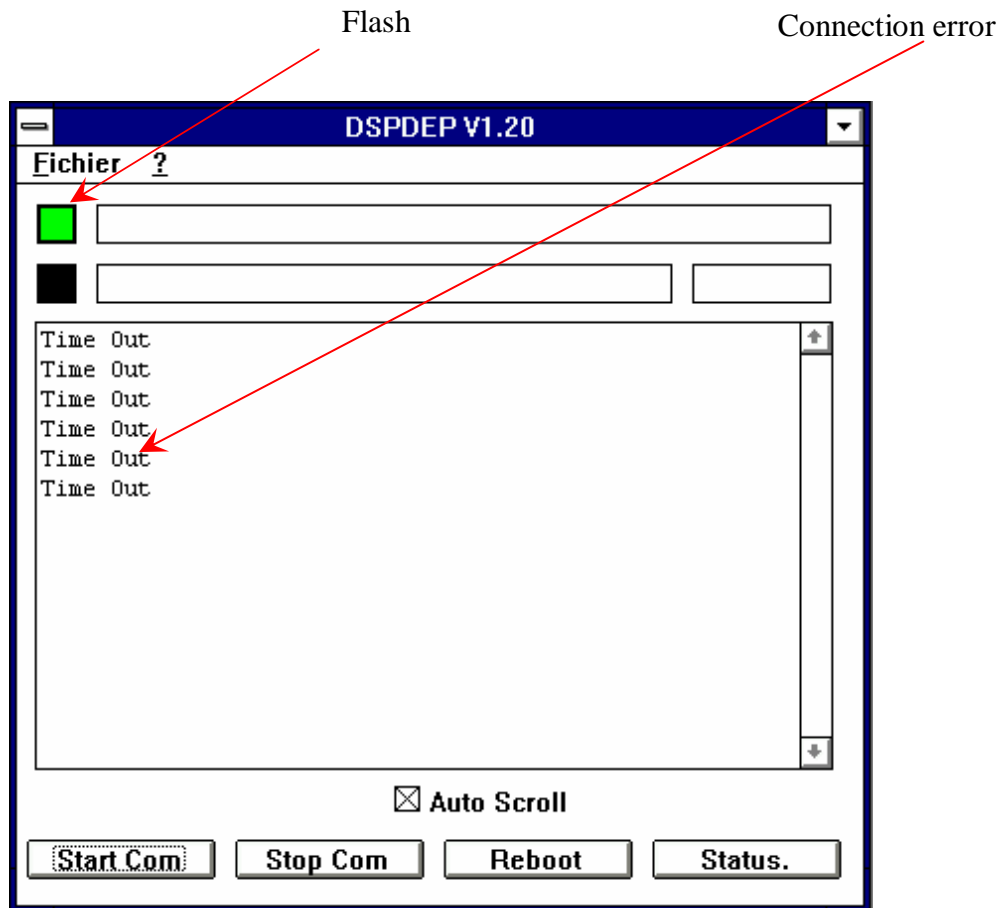 Flash
Connection error
DSPDEP V1.20
Fichier ?
Time Out
Time Out
Time Out
Time Out
Time Out
Time Out
Auto Scroll
Start Com Stop Com Reboot Status.